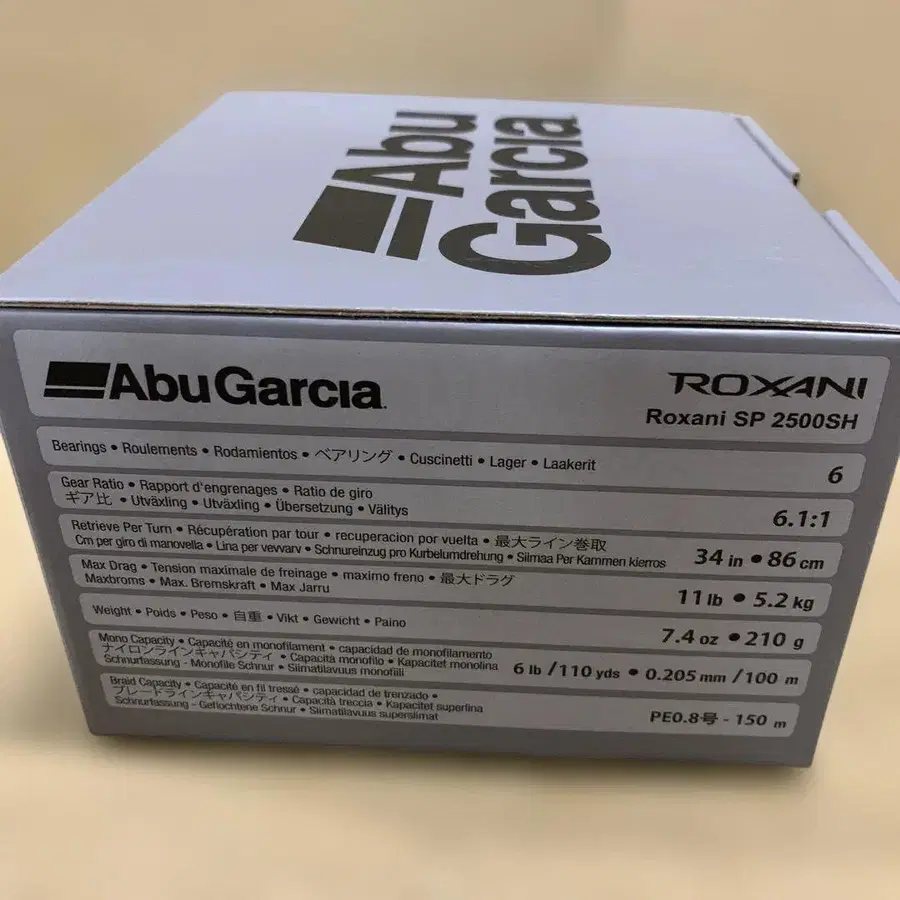 Abu
Garcia
AbuGarcia
ROXANI
Roxani SP 2500SH
Bearings • Roulements • Rodamientos • ベアリング • Cuscinetti • Lager • Laakerit
6
Gear Ratio • Rapport d'engrenages • Ratio de giro
ギア比 • Utväxling • Utväxling • Übersetzung • Välitys
6.1:1
Retrieve Per Turn • Récupération par tour • recuperacion por vuelta • 最大ライン巻取
Cm per giro di manovella • Lina per vevvarv • Schnureinzug pro Kurbelumdrehung • Siimaa Per Kammen kierros
34 in • 86 cm
Max Drag • Tension maximale de freinage • maximo freno • 最大ドラグ
Maxbroms • Max. Bremskraft • Max Jarru
11 lb • 5.2 kg
Weight • Poids • Peso • 自重 • Vikt • Gewicht • Paino
7.4 oz • 210 g
Mono Capacity • Capacité en monofilament • capacidad de monofilamento
ナイロンラインキャパシティ • Capacità monofilo • Kapacitet monolina
Schnurfassung - Monofile Schnur • Siimatilavuus monofiili
6 lb /110 yds • 0.205 mm /100 m
Braid Capacity • Capacité en fil tressé • capacidad de trenzado •
ブレードラインキャパシティ • Capacità treccia • Kapacitet superlina
Schnurfassung - Geflochtene Schnur • Siimatilavuus superslimat
PE0.8号 - 150 m